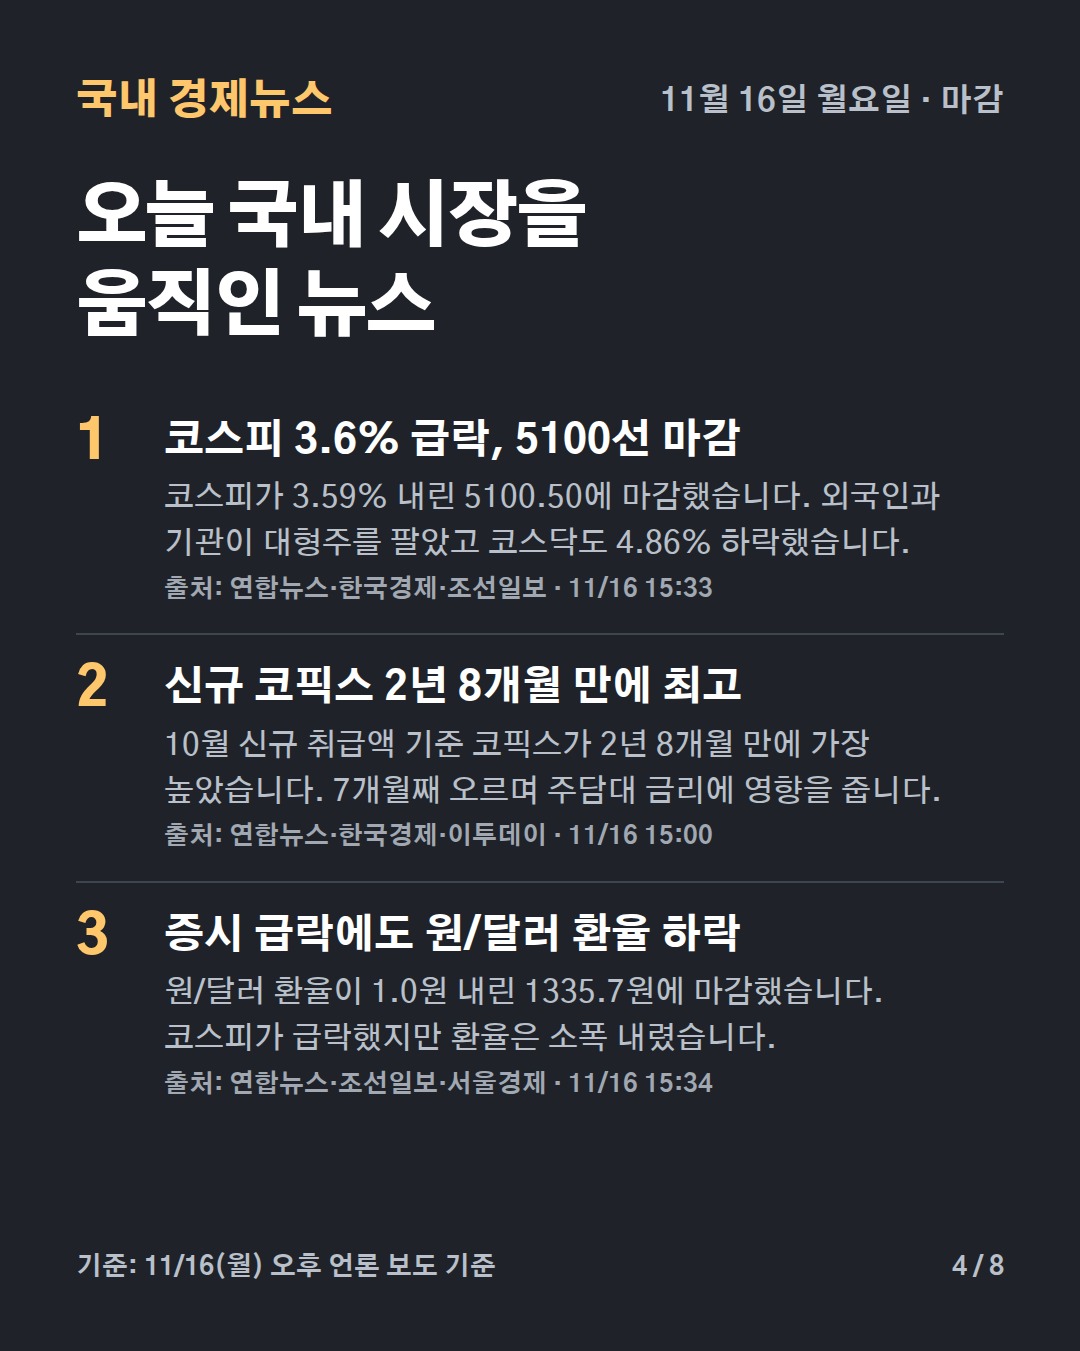 국내 경제뉴스
11월 16일 월요일 · 마감
오늘 국내 시장을
움직인 뉴스
1
코스피 3.6% 급락, 5100선 마감
코스피가 3.59% 내린 5100.50에 마감했습니다. 외국인과
기관이 대형주를 팔았고 코스닥도 4.86% 하락했습니다.
출처: 연합뉴스·한국경제·조선일보 · 11/16 15:33
2
신규 코픽스 2년 8개월 만에 최고
10월 신규 취급액 기준 코픽스가 2년 8개월 만에 가장
높았습니다. 7개월째 오르며 주담대 금리에 영향을 줍니다.
출처: 연합뉴스·한국경제·이투데이 · 11/16 15:00
3
증시 급락에도 원/달러 환율 하락
원/달러 환율이 1.0원 내린 1335.7원에 마감했습니다.
코스피가 급락했지만 환율은 소폭 내렸습니다.
출처: 연합뉴스·조선일보·서울경제 · 11/16 15:34
기준: 11/16(월) 오후 언론 보도 기준
4 / 8